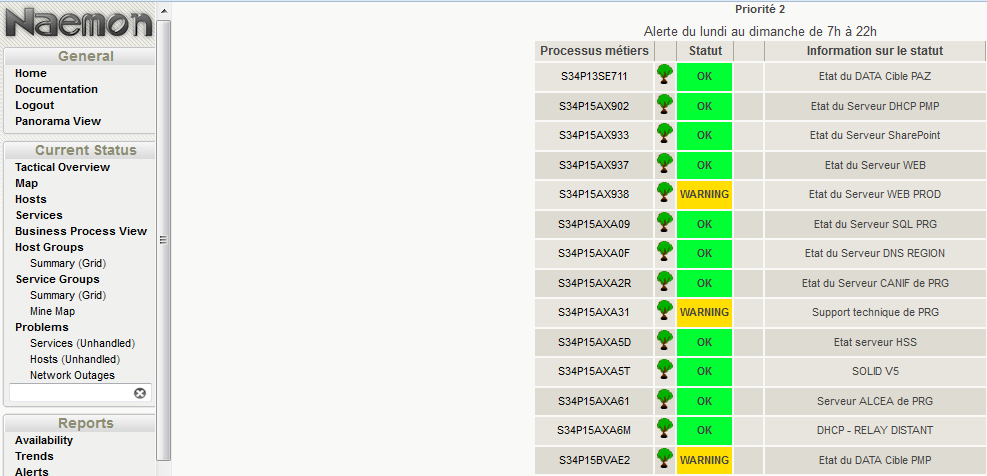 Naemon
General
Home
Documentation
Logout
Panorama View
Current Status
Tactical Overview
Map
Hosts
Services
Business Process View
Host Groups
Summary (Grid)
Service Groups
Summary (Grid)
Mine Map
Problems
Services (Unhandled)
Hosts (Unhandled)
Network Outages
Reports
Availability
Trends
Alerts
Priorité 2
Alerte du lundi au dimanche de 7h à 22h
Processus métiers Statut Information sur le statut
S34P13SE711 OK Etat du DATA Cible PAZ
S34P15AX902 OK Etat du Serveur DHCP PMP
S34P15AX933 OK Etat du Serveur SharePoint
S34P15AX937 OK Etat du Serveur WEB
S34P15AX938 WARNING Etat du Serveur WEB PROD
S34P15AXA09 OK Etat du Serveur SQL PRG
S34P15AXA0F OK Etat du Serveur DNS REGION
S34P15AXA2R OK Etat du Serveur CANIF de PRG
S34P15AXA31 WARNING Support technique de PRG
S34P15AXA5D OK Etat serveur HSS
S34P15AXA5T OK SOLID V5
S34P15AXA61 OK Serveur ALCEA de PRG
S34P15AXA6M OK DHCP - RELAY DISTANT
S34P15BVAE2 WARNING Etat du DATA Cible PMP